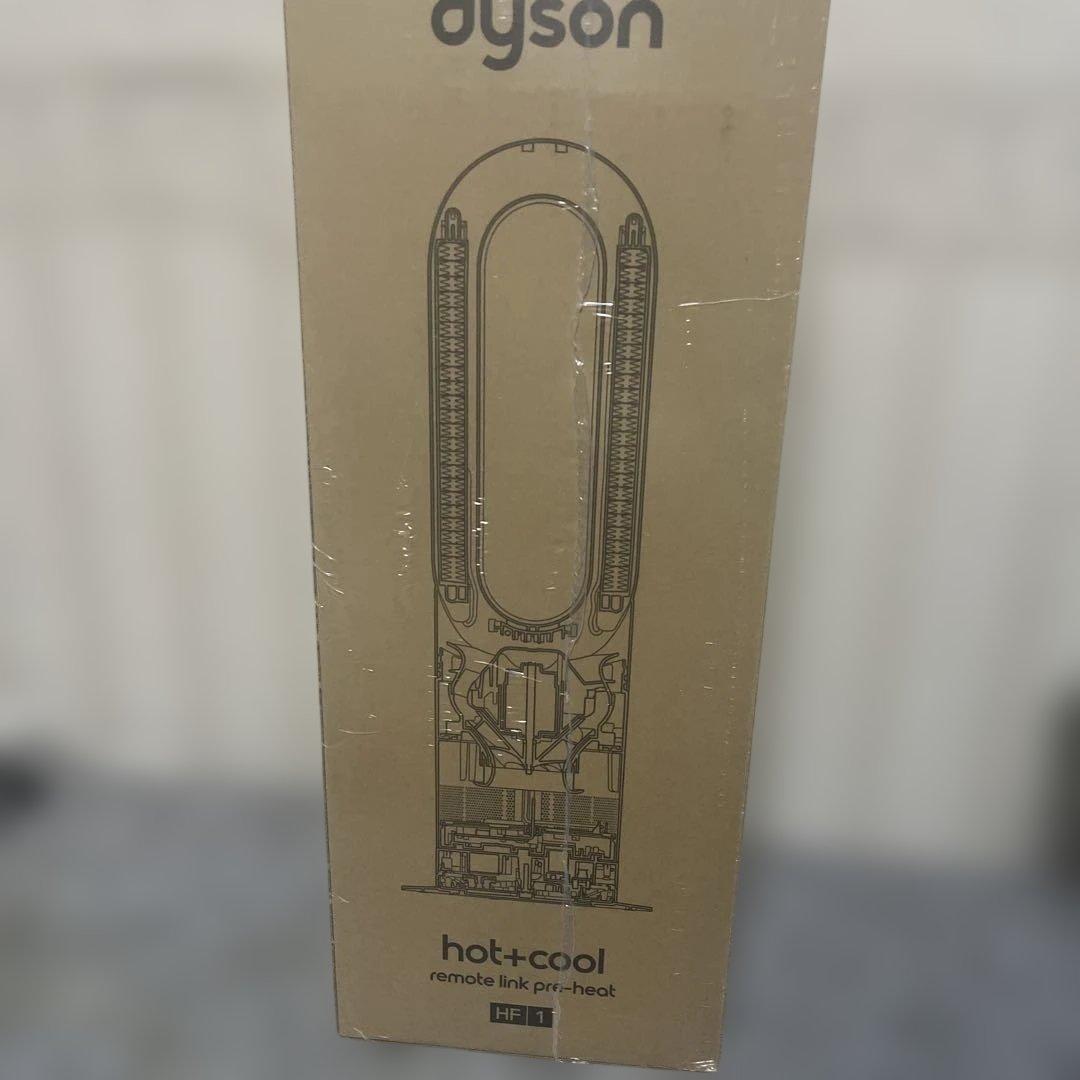 dyson
hot+cool
remote link pre-heat
HF 1